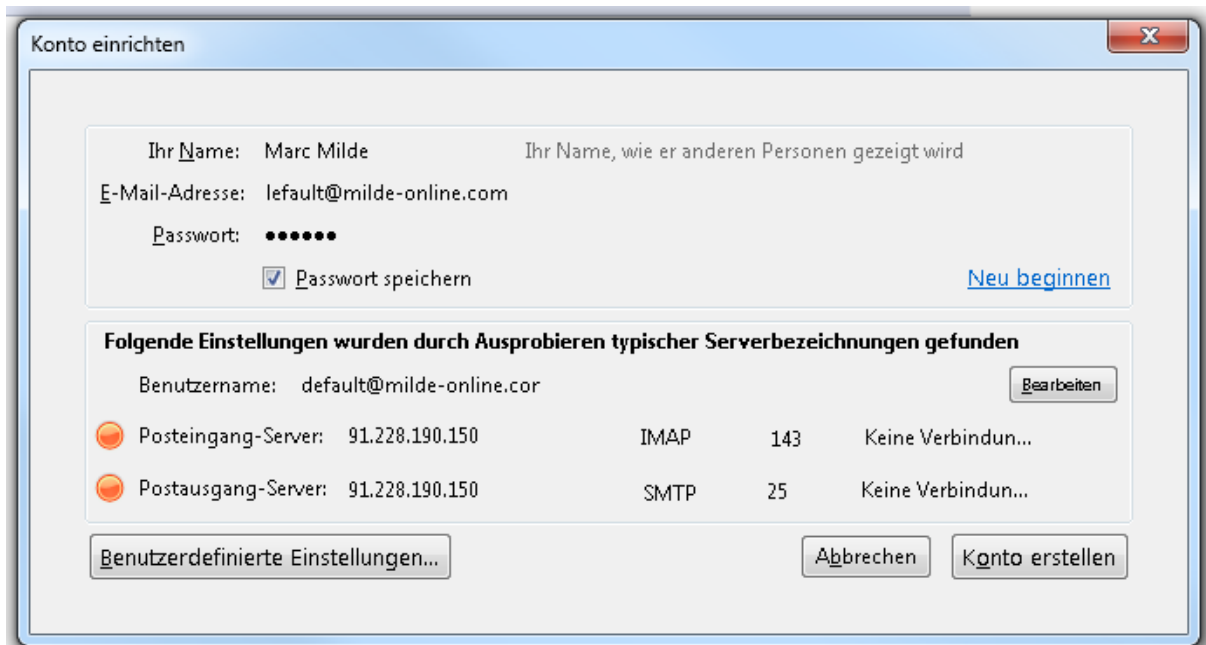 Konto einrichten
Ihr Name: Marc Milde Ihr Name, wie er anderen Personen gezeigt wird
E-Mail-Adresse: lefault@milde-online.com
Passwort: ●●●●●●
Passwort speichern Neu beginnen
Folgende Einstellungen wurden durch Ausprobieren typischer Serverbezeichnungen gefunden
Benutzername: default@milde-online.cor Bearbeiten
Posteingang-Server: 91.228.190.150 IMAP 143 Keine Verbindun...
Postausgang-Server: 91.228.190.150 SMTP 25 Keine Verbindun...
Benutzerdefinierte Einstellungen... Abbrechen Konto erstellen